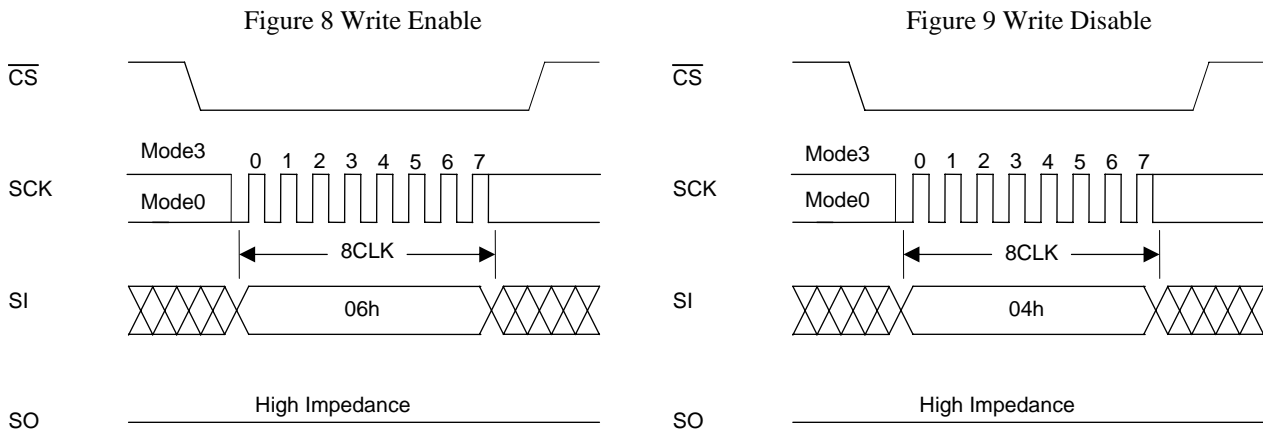 Figure 8 Write Enable
CS
Mode3
0 1 2 3 4 5 6 7
SCK
Mode0
8CLK
SI
06h
High Impedance
SO
Figure 9 Write Disable
CS
Mode3
0 1 2 3 4 5 6 7
SCK
Mode0
8CLK
SI
04h
High Impedance
SO